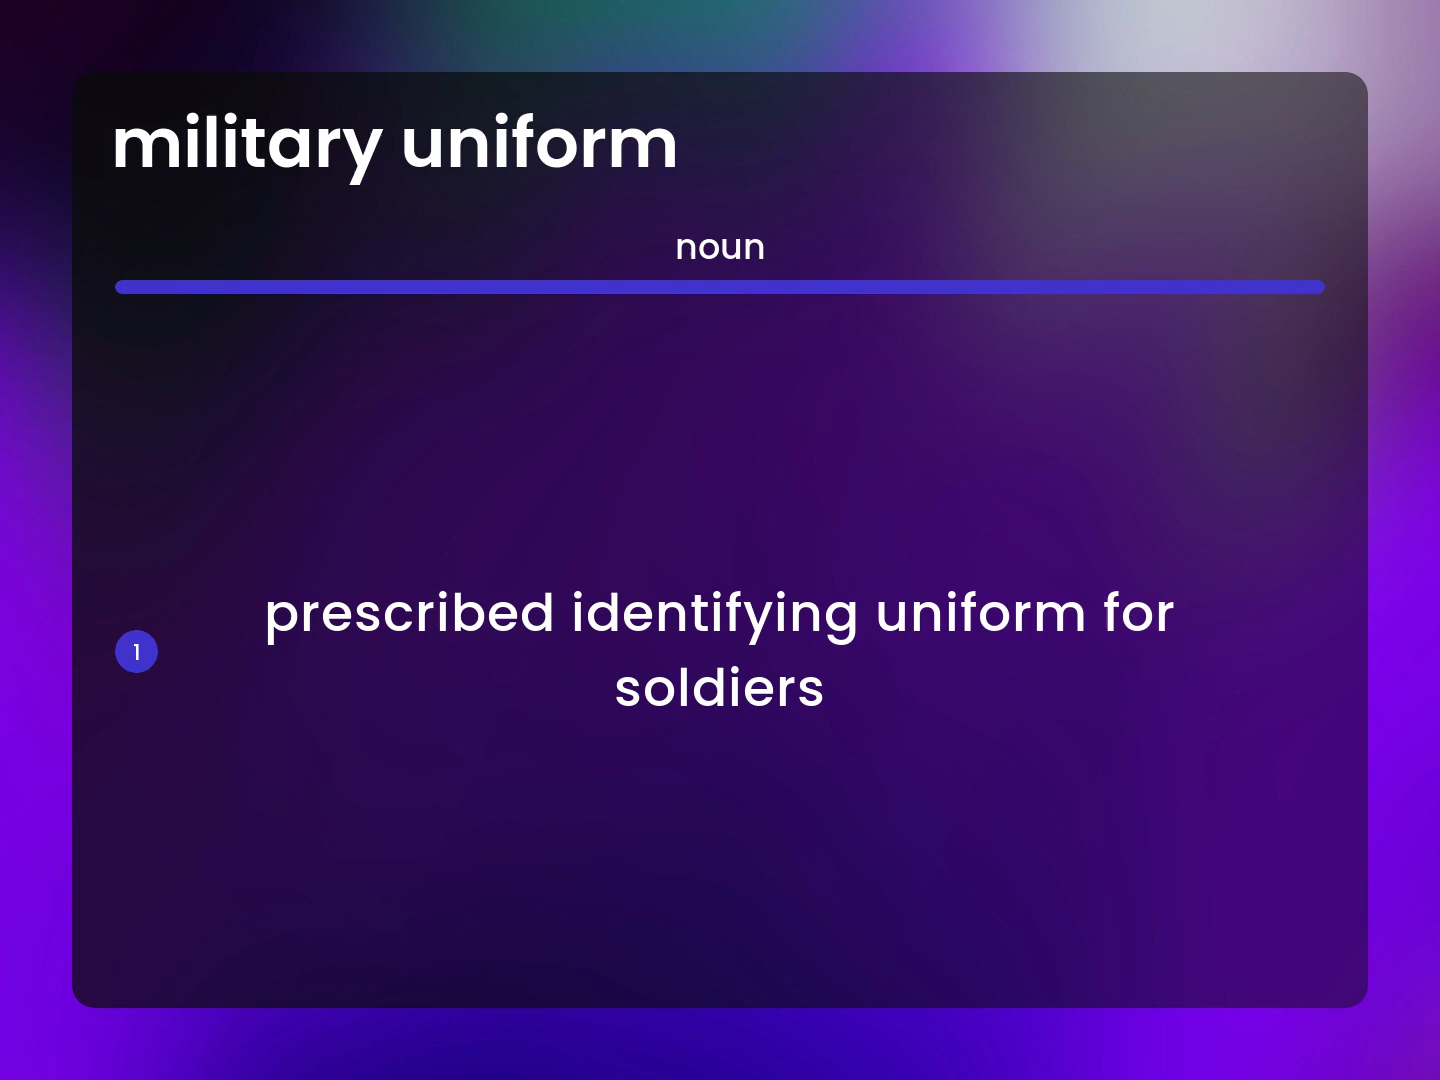 military uniform
noun
1
prescribed identifying uniform for
soldiers